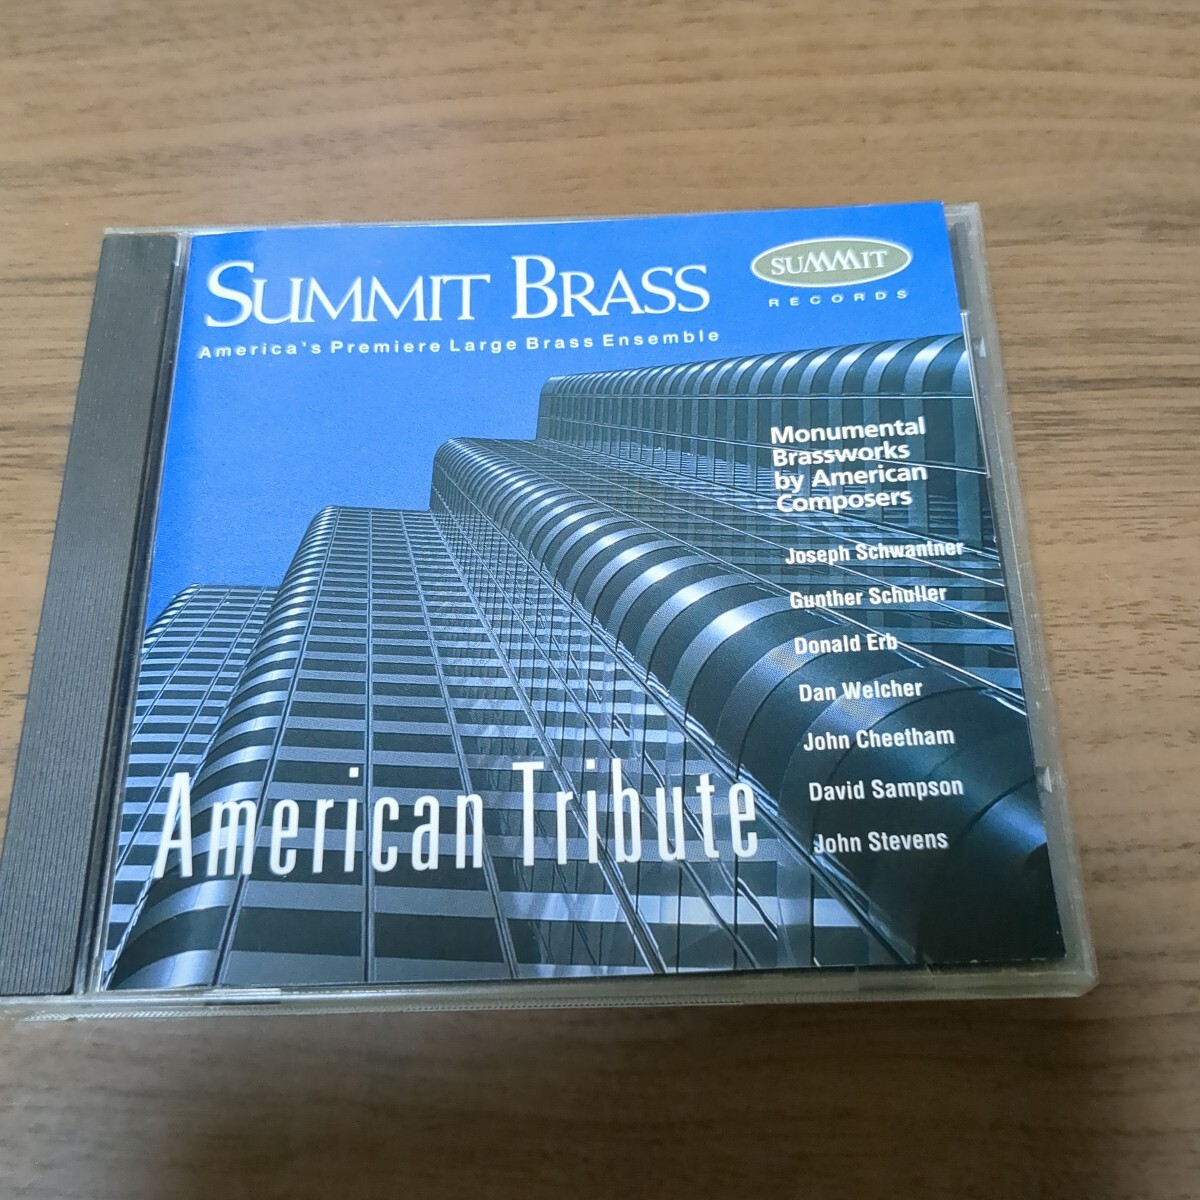 SUMMIT BRASS
America's Premiere Large Brass Ensemble
SUMMIT
RECORDS
Monumental
Brassworks
by American
Composers
Joseph Schwantner
Gunther Schuller
Donald Erb
Dan Welcher
John Cheetham
David Sampson
John Stevens
American Tribute